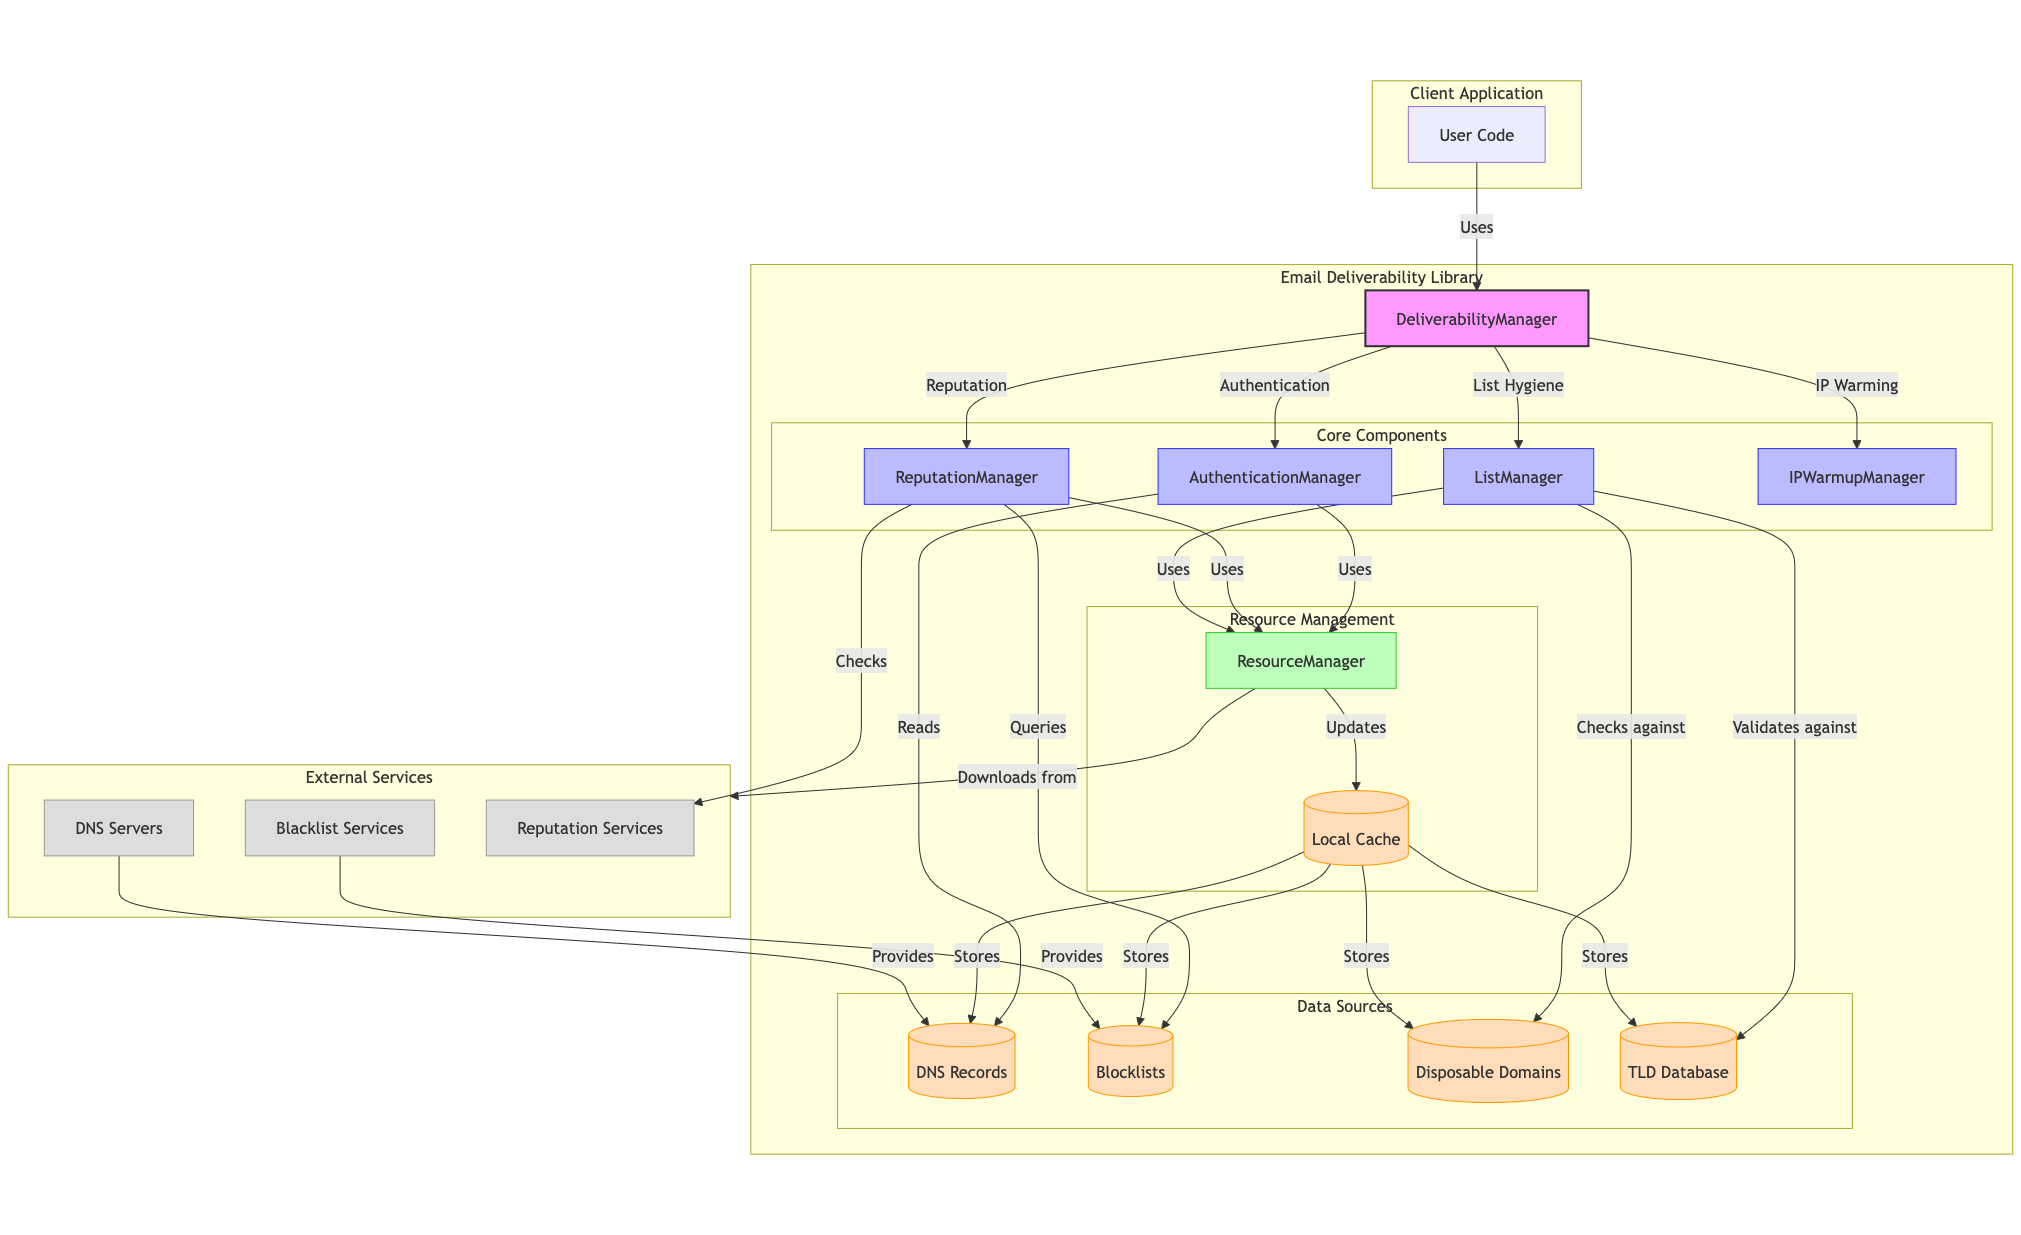 Client Application
User Code
Uses
Email Deliverability Library
DeliverabilityManager
Reputation
Authentication
List Hygiene
IP Warming
Core Components
ReputationManager
AuthenticationManager
ListManager
IPWarmupManager
Uses
Uses
Uses
Resource Management
ResourceManager
Checks
Reads
Queries
Updates
Checks against
Validates against
External Services
Downloads from
DNS Servers
Blacklist Services
Reputation Services
Local Cache
Provides
Stores
Provides
Stores
Stores
Stores
Data Sources
DNS Records
Blocklists
Disposable Domains
TLD Database